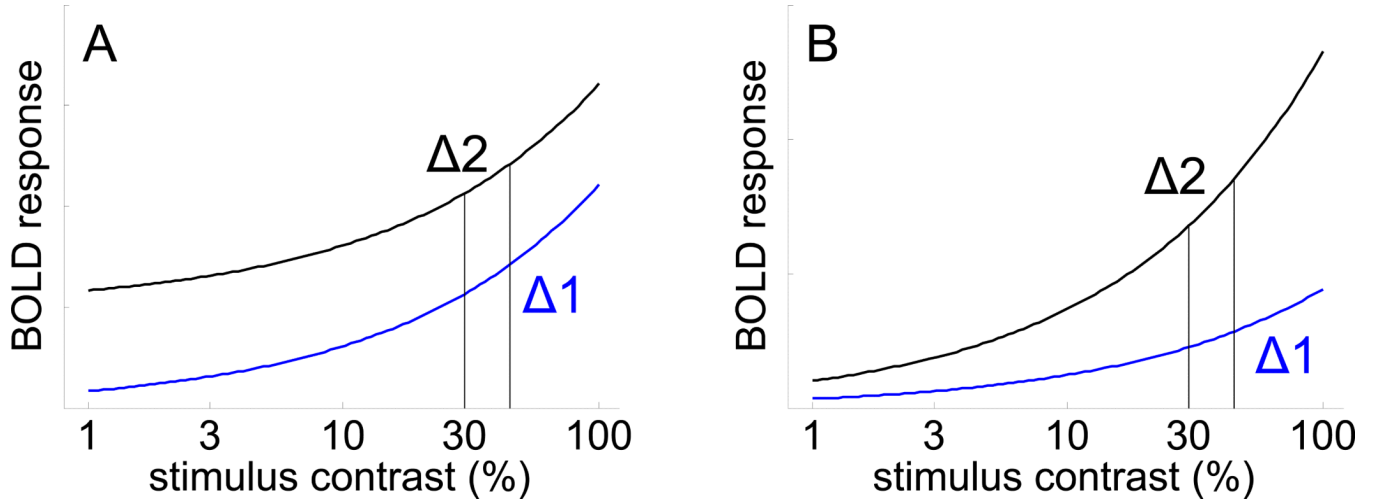 A
BOLD response
Δ2
Δ1
1 3 10 30 100
stimulus contrast (%)
B
BOLD response
Δ2
Δ1
1 3 10 30 100
stimulus contrast (%)